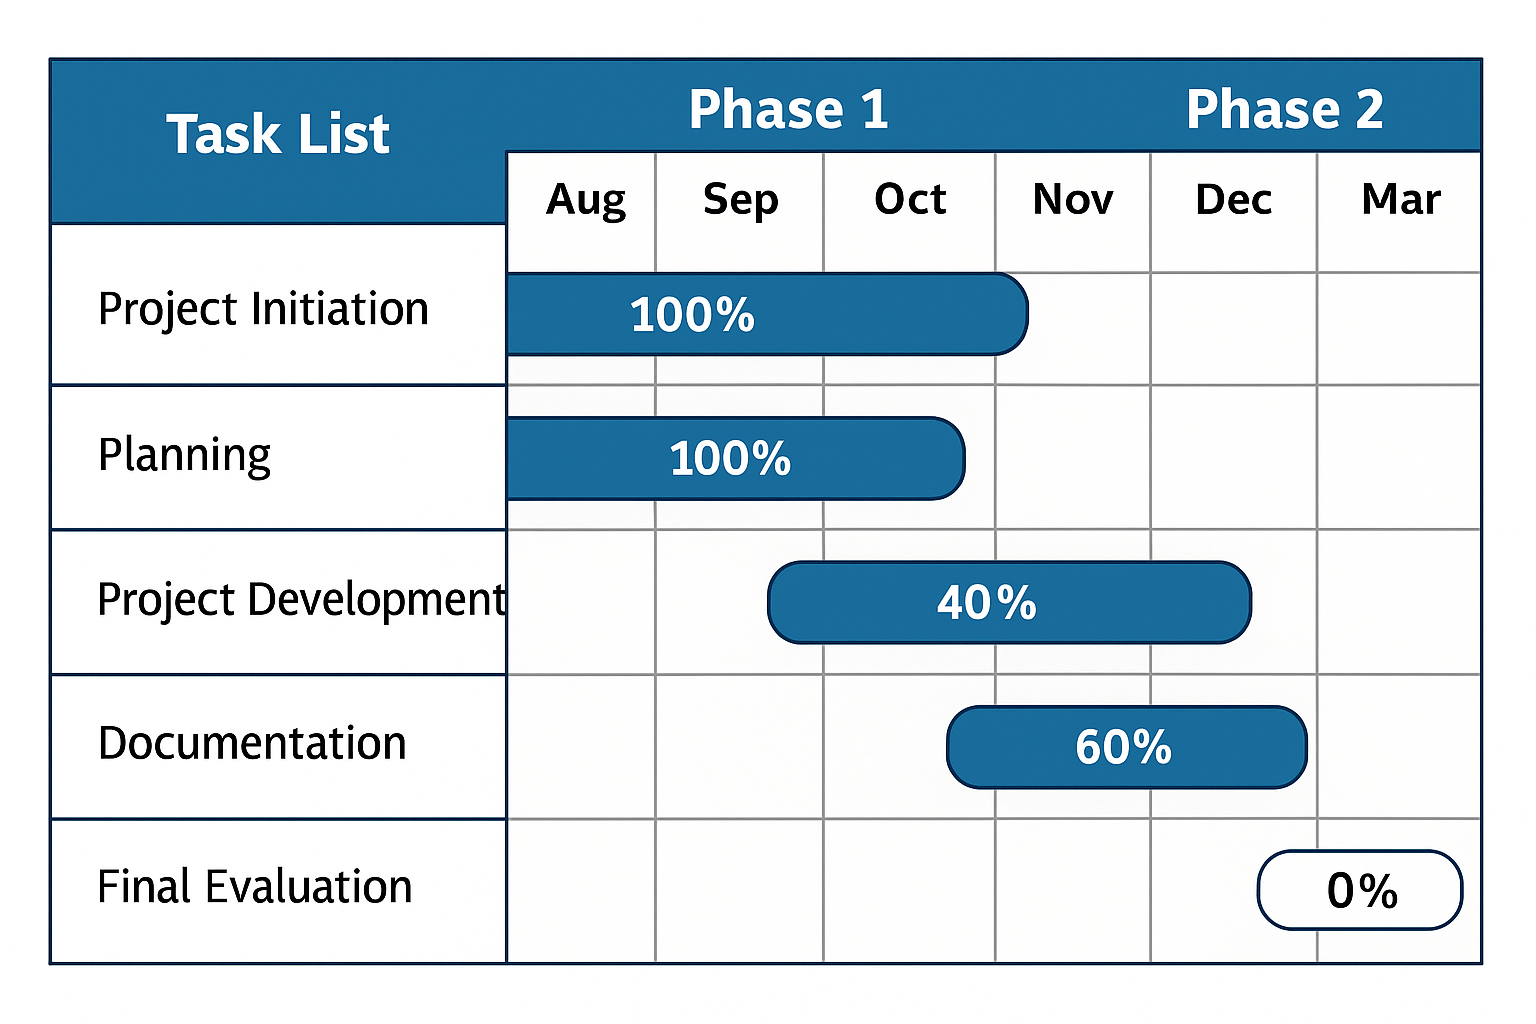 Task List
Phase 1
Phase 2
Aug
Sep
Oct
Nov
Dec
Mar
Project Initiation
100%
Planning
100%
Project Development
40%
Documentation
60%
Final Evaluation
0%